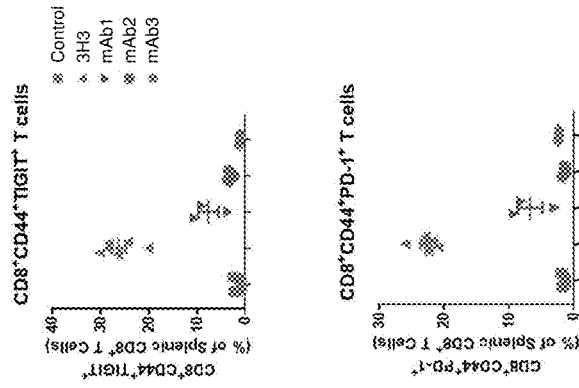 CD8⁺CD44⁺TIGIT⁺ T cells
CD8⁺CD44⁺TIGIT⁺
(% of Splenic CD8⁺ T Cells)
40
30
20
10
0
Control
3H3
mAb1
mAb2
mAb3
CD8⁺CD44⁺PD-1⁺ T cells
CD8⁺CD44⁺PD-1⁺
(% of Splenic CD8⁺ T Cells)
30
20
10
0